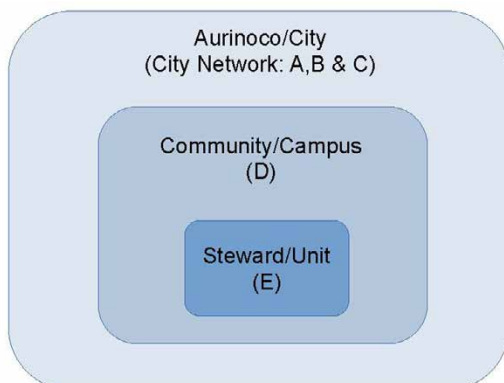 Aurinoco/City
(City Network: A,B & C)
Community/Campus
(D)
Steward/Unit
(E)